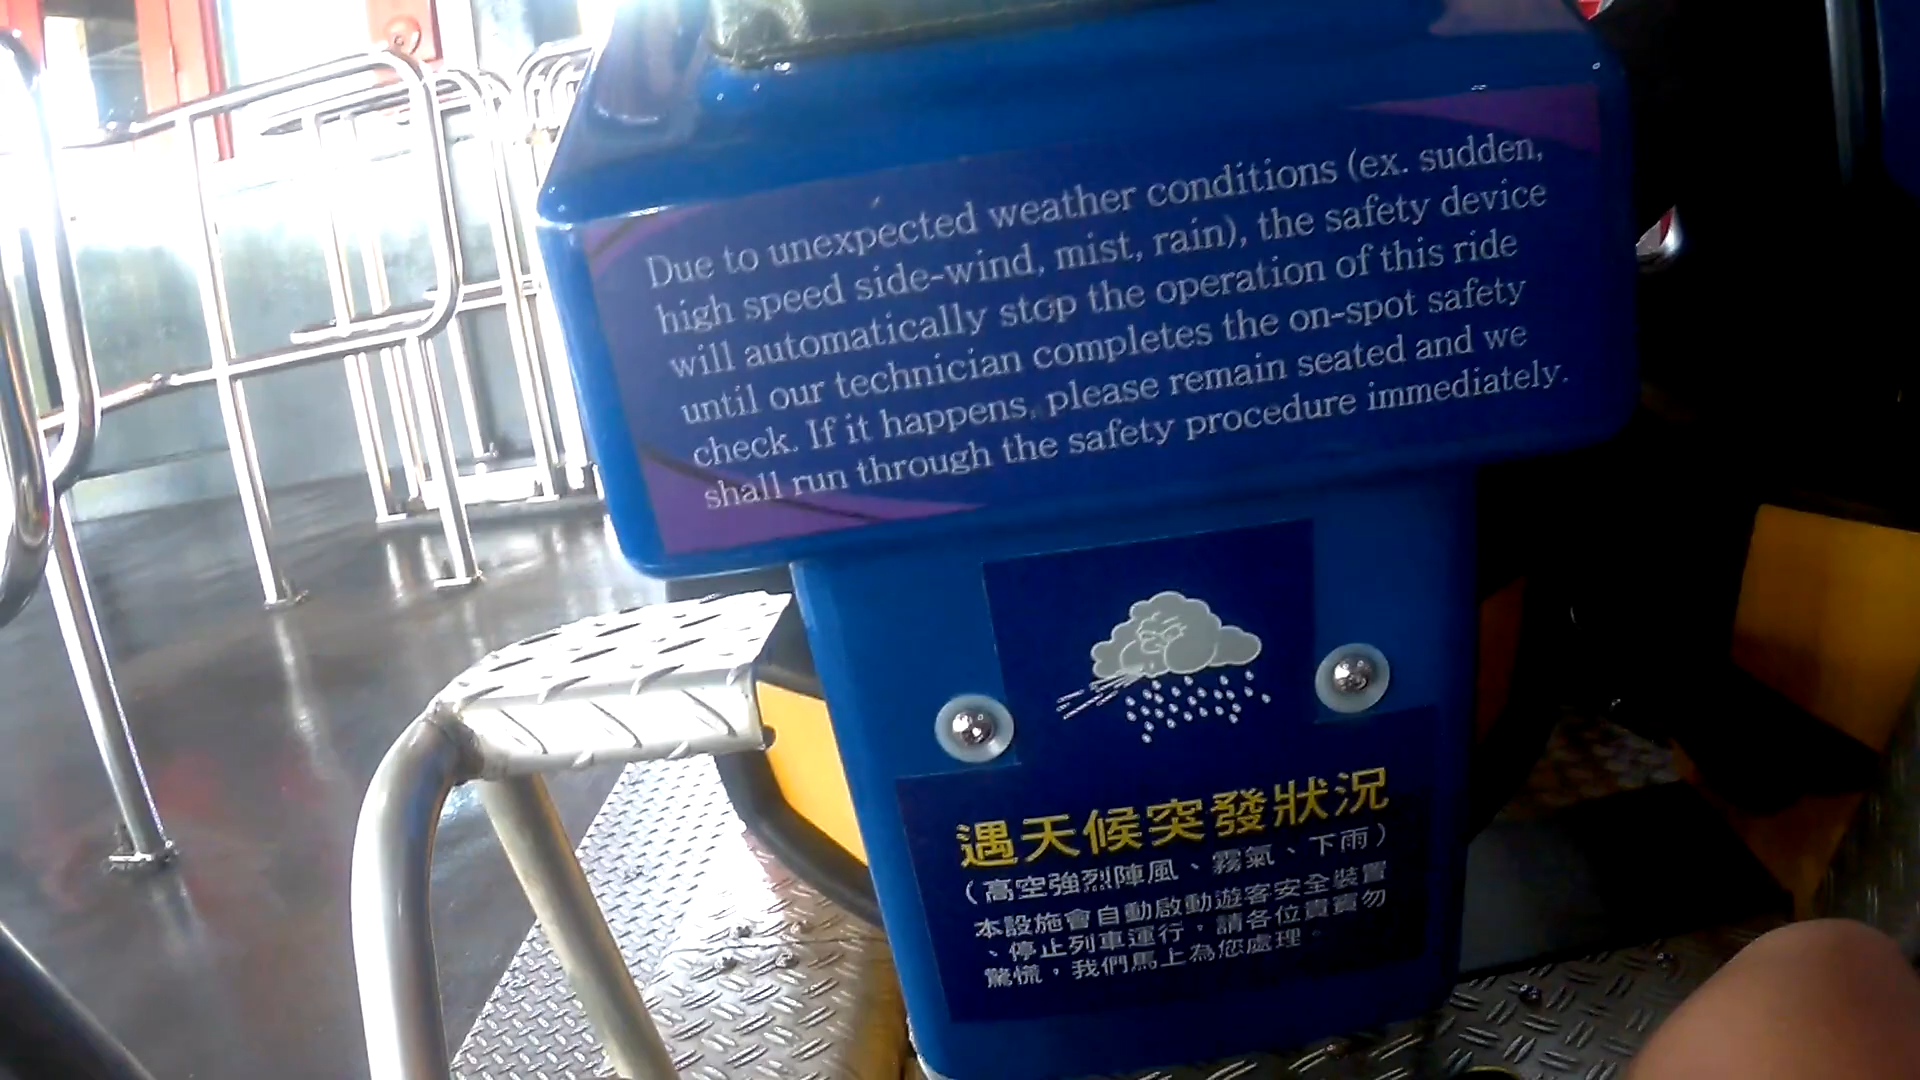 Due to unexpected weather conditions (ex. sudden,
high speed side-wind, mist, rain), the safety device
will automatically stop the operation of this ride
until our technician completes the on-spot safety
check. If it happens, please remain seated and we
shall run through the safety procedure immediately.
遇天候突發狀況
(高空強烈陣風、霧氣、下雨)
本設施會自動啟動遊客安全裝置
、停止列車運行,請各位貴賓勿
驚慌,我們馬上為您處理。